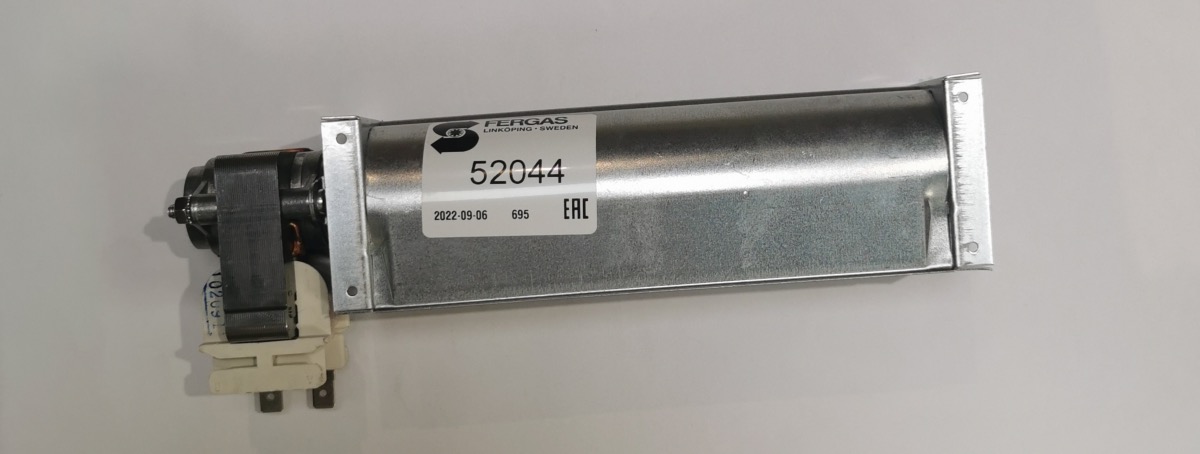 FERGAS
LINKÖPING · SWEDEN
52044
2022-09-06 695 EAC